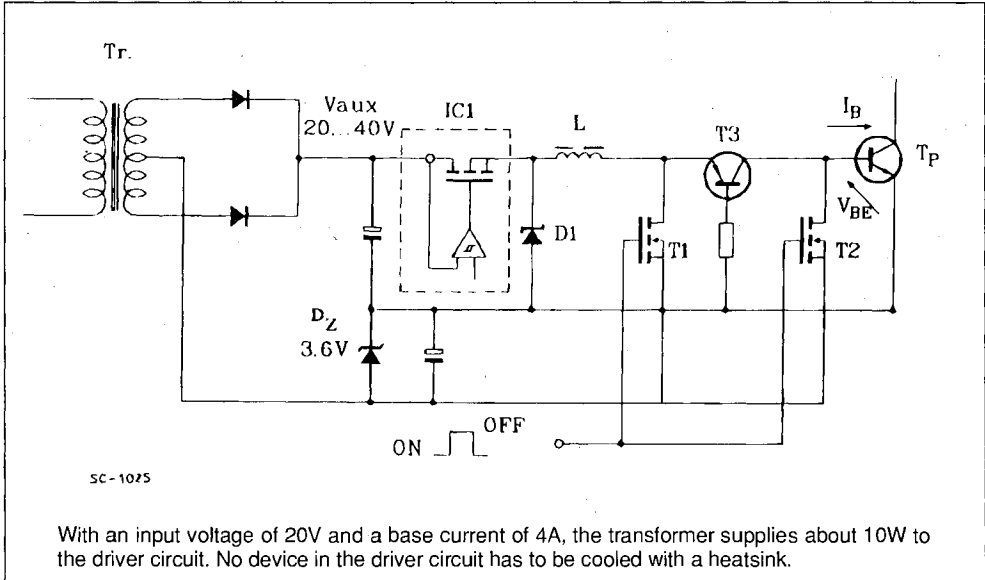 Tr.
Vaux
20...40V
IC1
L
T3
I_B
T_P
V_BE
D1
T1
T2
D_Z
3.6V
OFF
ON
SC-1025
With an input voltage of 20V and a base current of 4A, the transformer supplies about 10W to
the driver circuit. No device in the driver circuit has to be cooled with a heatsink.